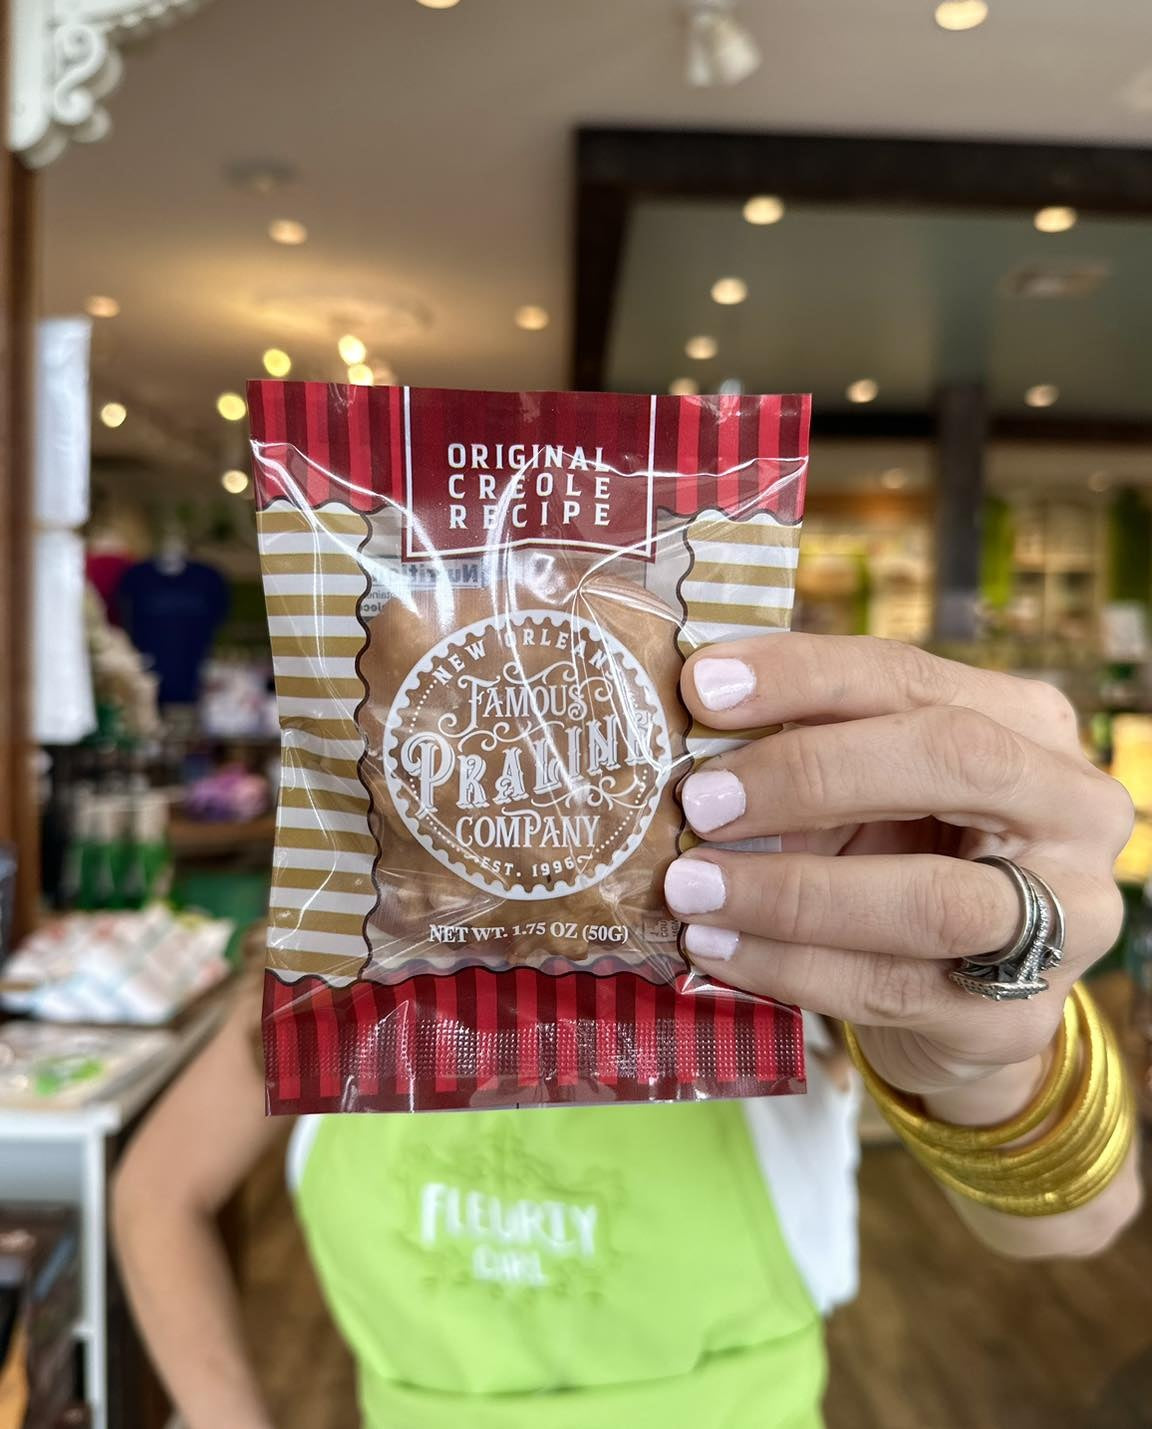 ORIGINAL
CREOLE
RECIPE
NEW ORLEANS
FAMOUS
PRALINE
COMPANY
EST. 1996
NET WT. 1.75 OZ (50G)
FLEURTY
GIRL